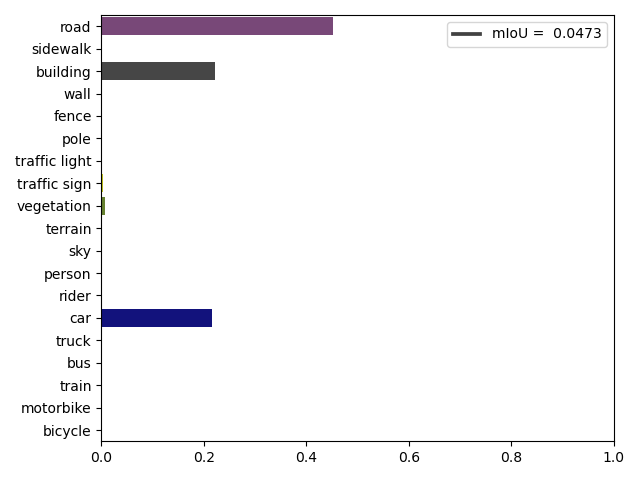 road
sidewalk
building
wall
fence
pole
traffic light
traffic sign
vegetation
terrain
sky
person
rider
car
truck
bus
train
motorbike
bicycle
mIoU =  0.0473
0.0 0.2 0.4 0.6 0.8 1.0